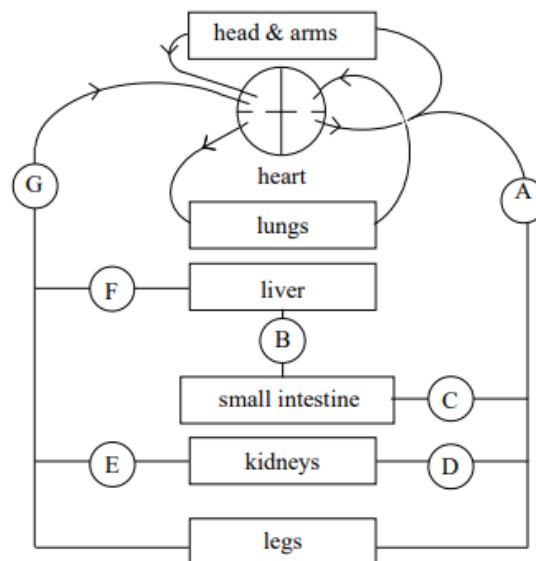 head & arms
heart
G
A
lungs
F
liver
B
small intestine
C
E
kidneys
D
legs